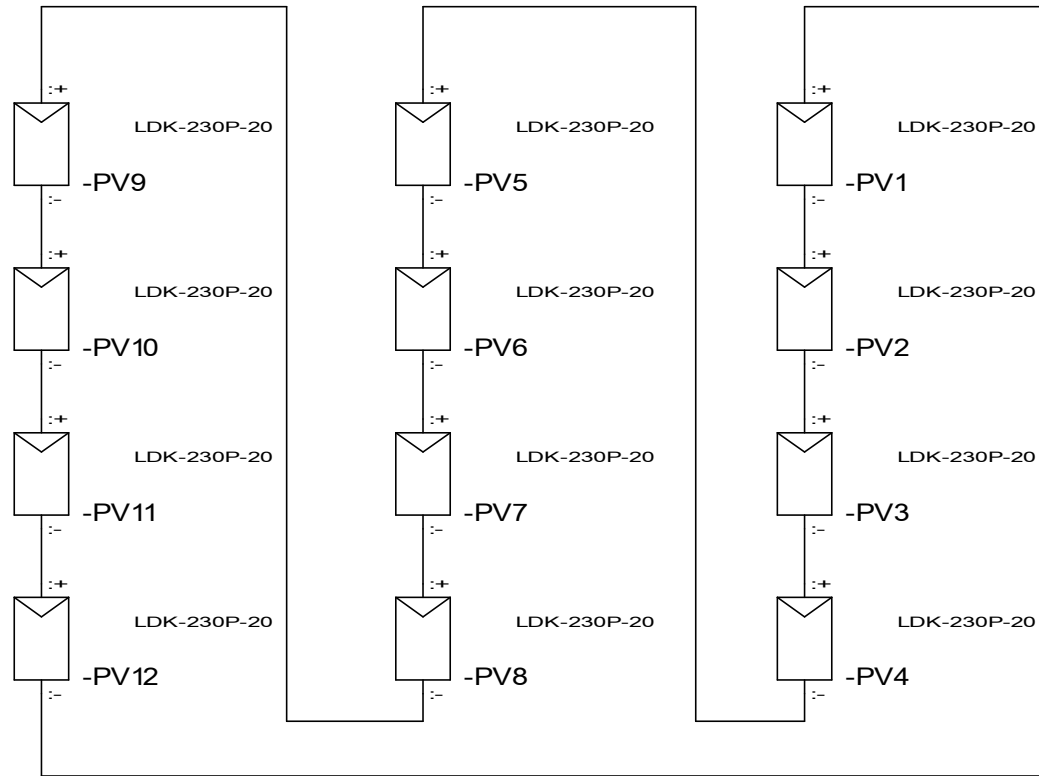 :+ :+ :+
LDK-230P-20 LDK-230P-20 LDK-230P-20
-PV9 -PV5 -PV1
:- :- :-
:+ :+ :+
LDK-230P-20 LDK-230P-20 LDK-230P-20
-PV10 -PV6 -PV2
:- :- :-
:+ :+ :+
LDK-230P-20 LDK-230P-20 LDK-230P-20
-PV11 -PV7 -PV3
:- :- :-
:+ :+ :+
LDK-230P-20 LDK-230P-20 LDK-230P-20
-PV12 -PV8 -PV4
:- :- :-